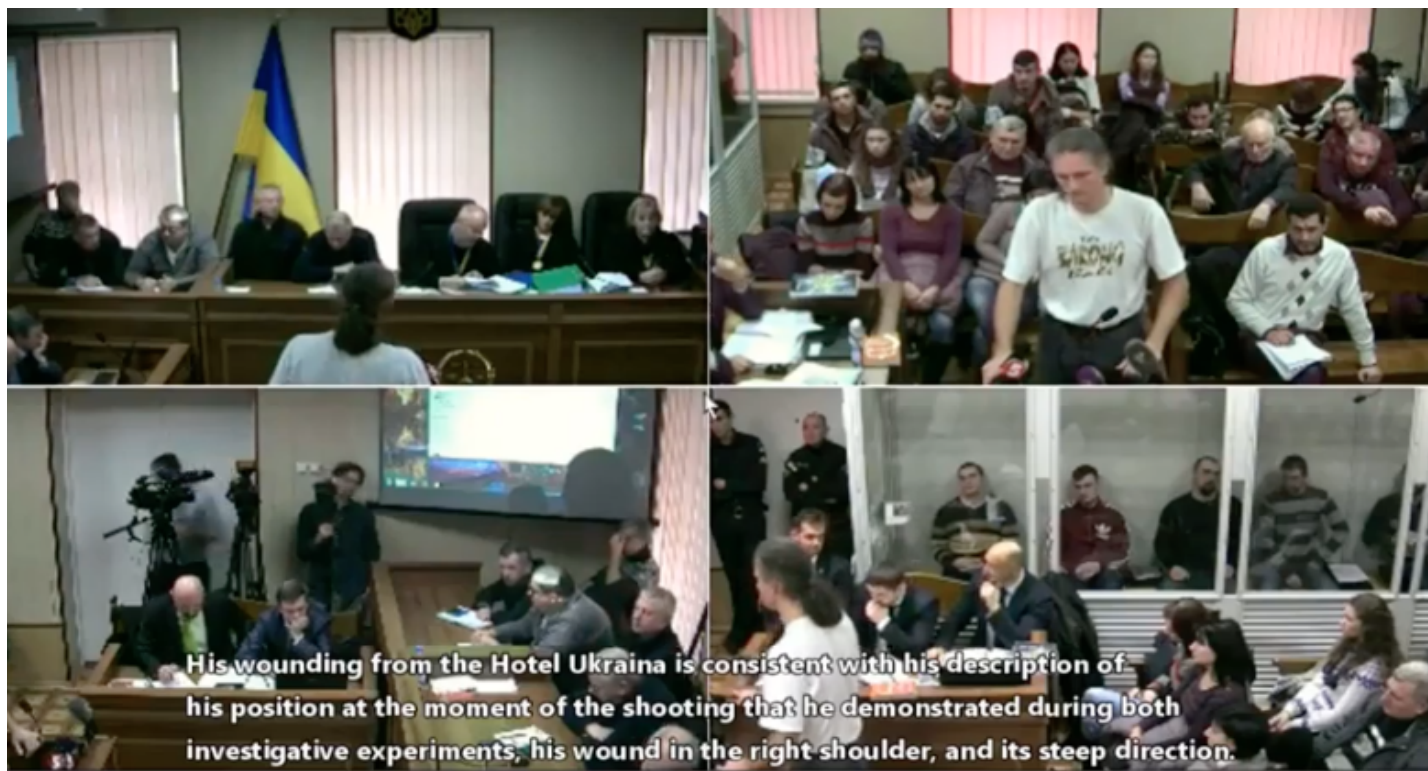 BARONG
His wounding from the Hotel Ukraina is consistent with his description of
his position at the moment of the shooting that he demonstrated during both
investigative experiments, his wound in the right shoulder, and its steep direction.